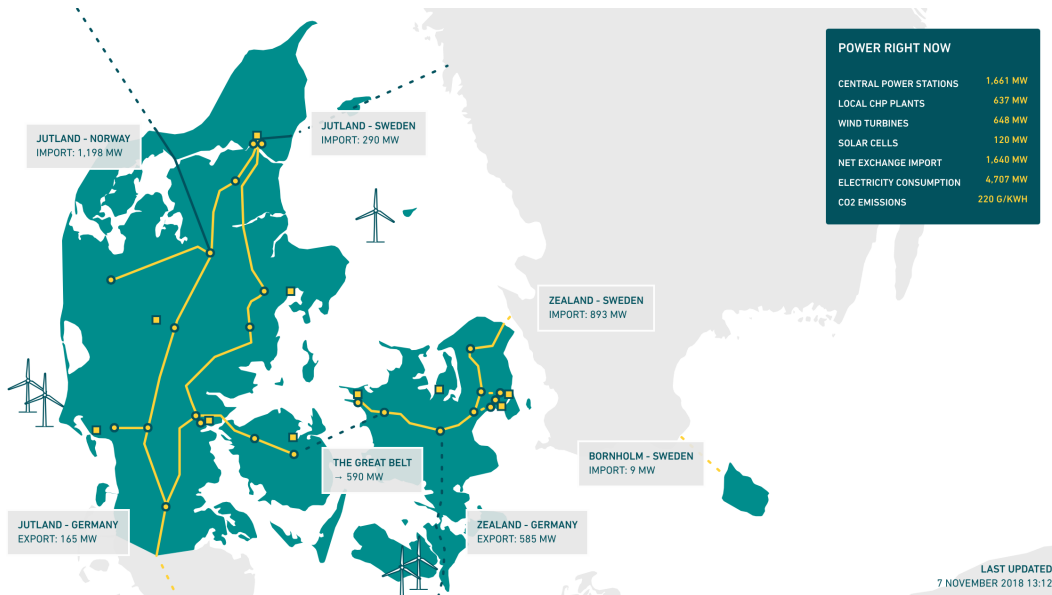 POWER RIGHT NOW
CENTRAL POWER STATIONS 1,661 MW
LOCAL CHP PLANTS 637 MW
WIND TURBINES 648 MW
SOLAR CELLS 120 MW
NET EXCHANGE IMPORT 1,640 MW
ELECTRICITY CONSUMPTION 4,707 MW
CO2 EMISSIONS 220 G/KWH
JUTLAND - NORWAY
IMPORT: 1,198 MW
JUTLAND - SWEDEN
IMPORT: 290 MW
ZEALAND - SWEDEN
IMPORT: 893 MW
THE GREAT BELT
→ 590 MW
BORNHOLM - SWEDEN
IMPORT: 9 MW
JUTLAND - GERMANY
EXPORT: 165 MW
ZEALAND - GERMANY
EXPORT: 585 MW
LAST UPDATED
7 NOVEMBER 2018 13:12